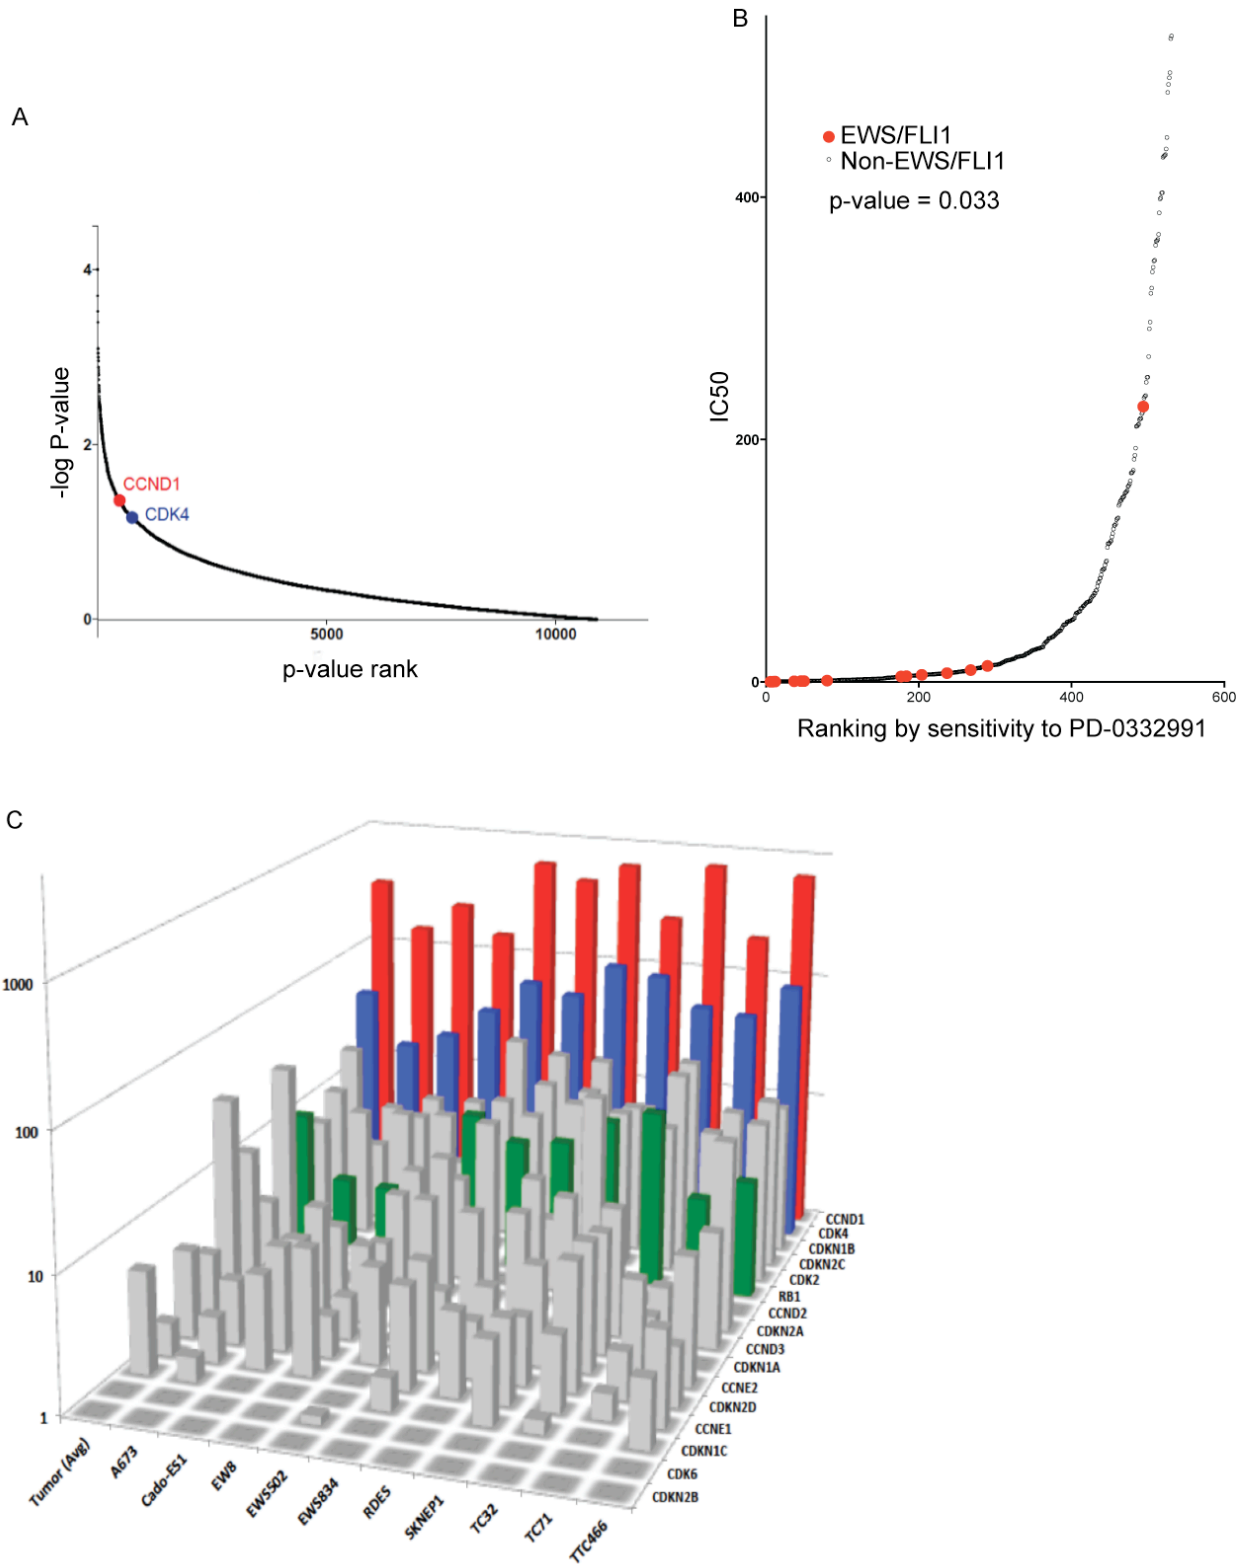 A
4
2
0
-log P-value
CCND1
CDK4
5000
10000
p-value rank
B
EWS/FLI1
Non-EWS/FLI1
p-value = 0.033
400
200
0
IC50
0
200
400
600
Ranking by sensitivity to PD-0332991
C
1000
100
10
1
Tumor (Avg)
A673
Cado-ES1
EW8
EWS502
EWS834
RDES
SKNEP1
TC32
TC71
TTC466
CCND1
CDK4
CDKN1B
CDKN2C
CDK2
RB1
CCND2
CDKN2A
CCND3
CDKN1A
CCNE2
CDKN2D
CCNE1
CDKN1C
CDK6
CDKN2B